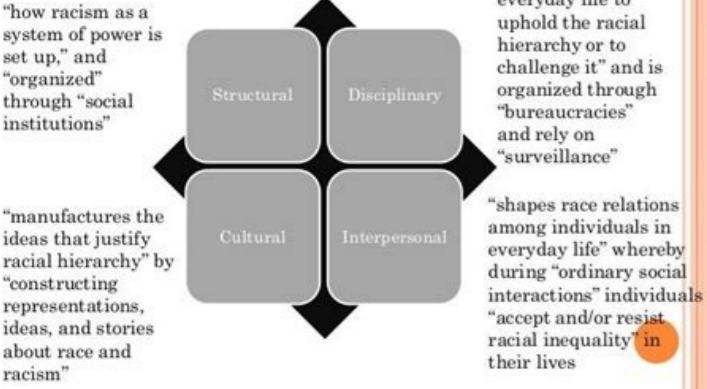 "how racism as a
system of power is
set up," and
"organized"
through "social
institutions"
Structural
Disciplinary
everyday life to
uphold the racial
hierarchy or to
challenge it" and is
organized through
"bureaucracies"
and rely on
"surveillance"
"manufactures the
ideas that justify
racial hierarchy" by
"constructing
representations,
ideas, and stories
about race and
racism"
Cultural
Interpersonal
"shapes race relations
among individuals in
everyday life" whereby
during "ordinary social
interactions" individuals
"accept and/or resist
racial inequality" in
their lives